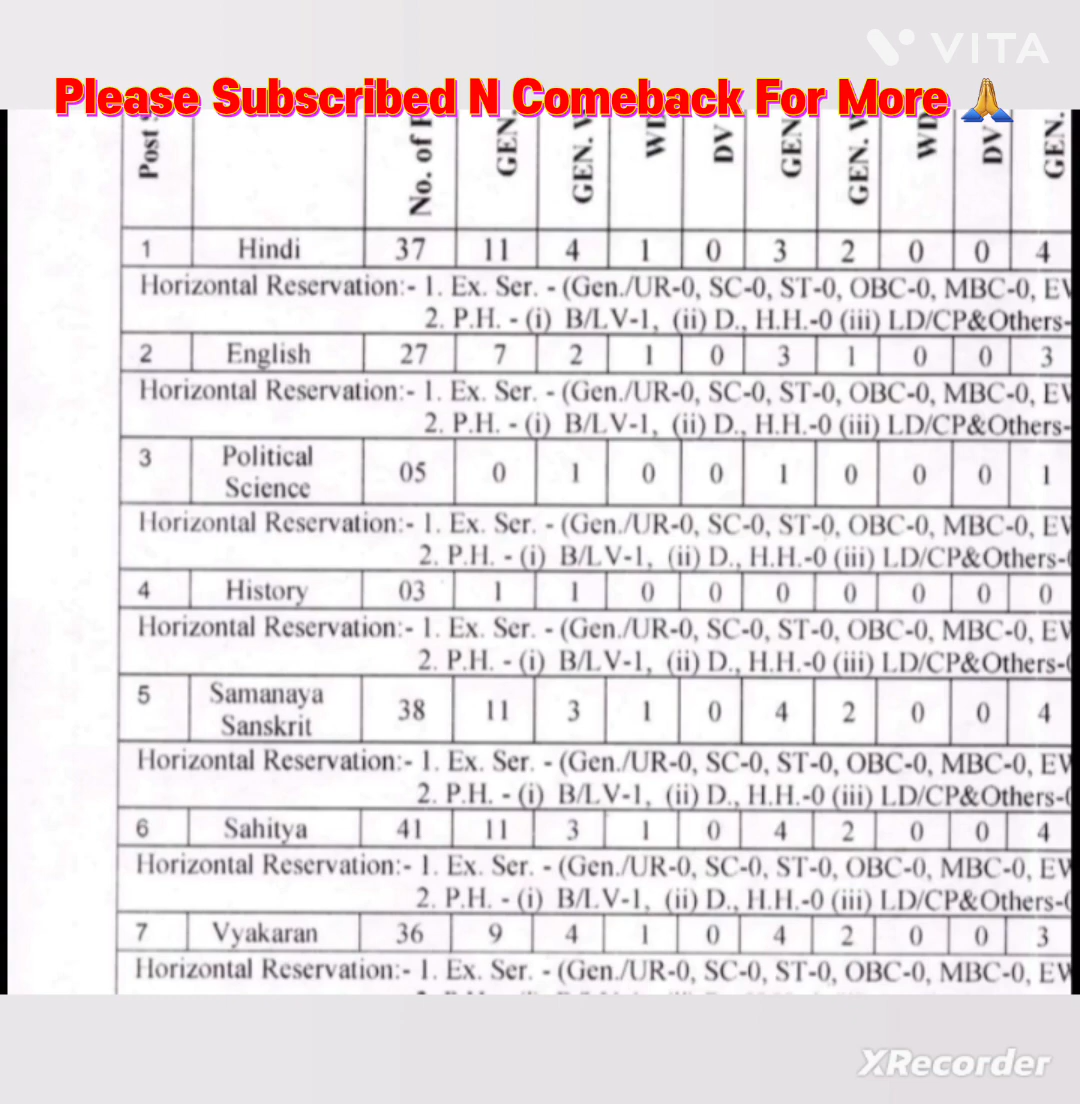 VITA
Please Subscribed N Comeback For More 🙏
Post No. of GEN. GEN. WD DV GEN. GEN. WD DV GEN.
1 Hindi 37 11 4 1 0 3 2 0 0 4
Horizontal Reservation:- 1. Ex. Ser. - (Gen./UR-0, SC-0, ST-0, OBC-0, MBC-0,
2. P.H. - (i) B/LV-1, (ii) D., H.H.-0 (iii) LD/CP&Others-
2 English 27 7 2 1 0 3 1 0 0 3
Horizontal Reservation:- 1. Ex. Ser. - (Gen./UR-0, SC-0, ST-0, OBC-0, MBC-0,
2. P.H. - (i) B/LV-1, (ii) D., H.H.-0 (iii) LD/CP&Others-
3 Political Science 05 0 1 0 0 1 0 0 0 1
Horizontal Reservation:- 1. Ex. Ser. - (Gen./UR-0, SC-0, ST-0, OBC-0, MBC-0,
2. P.H. - (i) B/LV-1, (ii) D., H.H.-0 (iii) LD/CP&Others-
4 History 03 1 1 0 0 0 0 0 0 0
Horizontal Reservation:- 1. Ex. Ser. - (Gen./UR-0, SC-0, ST-0, OBC-0, MBC-0,
2. P.H. - (i) B/LV-1, (ii) D., H.H.-0 (iii) LD/CP&Others-
5 Samanaya Sanskrit 38 11 3 1 0 4 2 0 0 4
Horizontal Reservation:- 1. Ex. Ser. - (Gen./UR-0, SC-0, ST-0, OBC-0, MBC-0,
2. P.H. - (i) B/LV-1, (ii) D., H.H.-0 (iii) LD/CP&Others-
6 Sahitya 41 11 3 1 0 4 2 0 0 4
Horizontal Reservation:- 1. Ex. Ser. - (Gen./UR-0, SC-0, ST-0, OBC-0, MBC-0,
2. P.H. - (i) B/LV-1, (ii) D., H.H.-0 (iii) LD/CP&Others-
7 Vyakaran 36 9 4 1 0 4 2 0 0 3
Horizontal Reservation:- 1. Ex. Ser. - (Gen./UR-0, SC-0, ST-0, OBC-0, MBC-0,
XRecorder